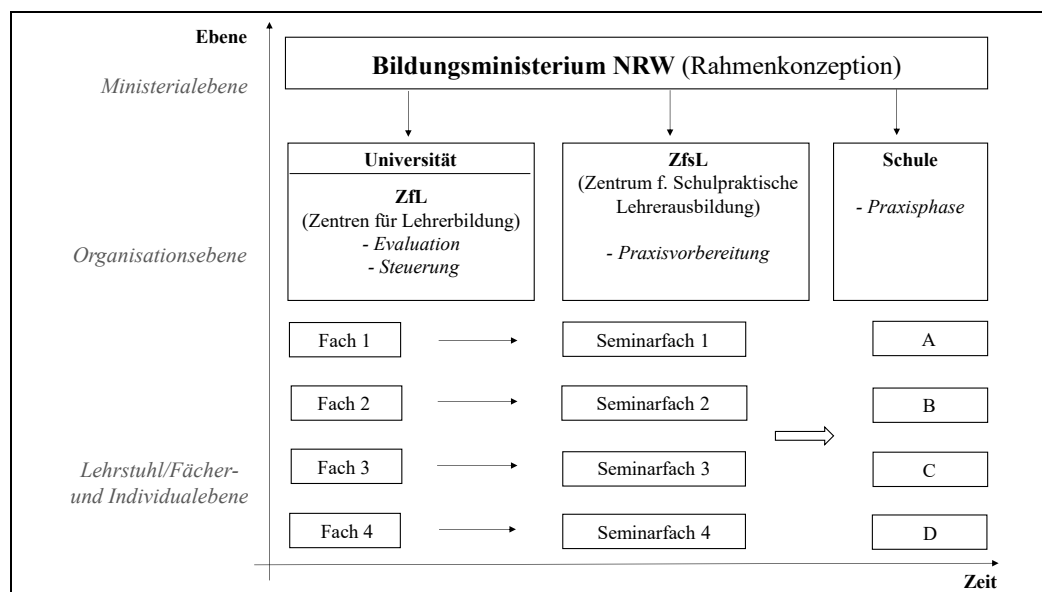 Ebene
Bildungsministerium NRW (Rahmenkonzeption)
Ministerialebene
Universität
ZfL
(Zentren für Lehrerbildung)
- Evaluation
- Steuerung
ZfsL
(Zentrum f. Schulpraktische
Lehrerausbildung)
- Praxisvorbereitung
Schule
- Praxisphase
Organisationsebene
Fach 1
Seminarfach 1
A
Fach 2
Seminarfach 2
B
Lehrstuhl/Fächer-
und Individualebene
Fach 3
Seminarfach 3
C
Fach 4
Seminarfach 4
D
Zeit